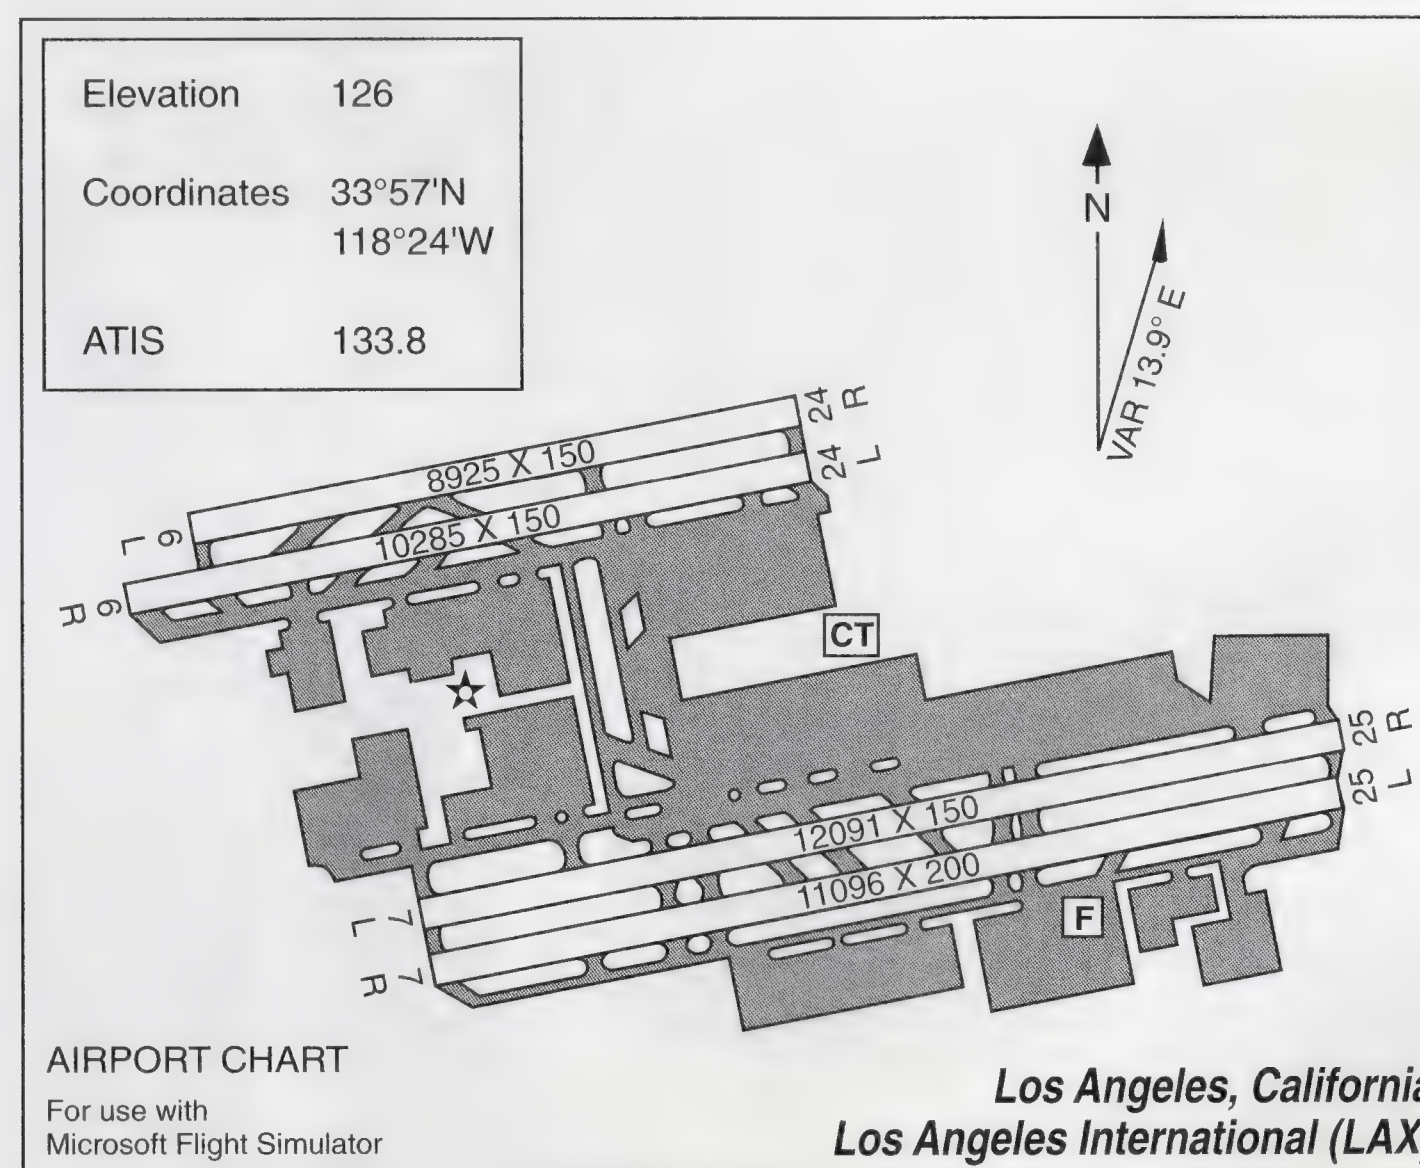 Elevation 126
Coordinates 33°57'N
118°24'W
ATIS 133.8
N
VAR 13.9° E
24 R
8925 X 150
24 L
6 L
10285 X 150
6 R
CT
25 R
25 L
12091 X 150
11096 X 200
7 L
F
7 R
AIRPORT CHART
For use with
Microsoft Flight Simulator
Los Angeles, California
Los Angeles International (LAX)